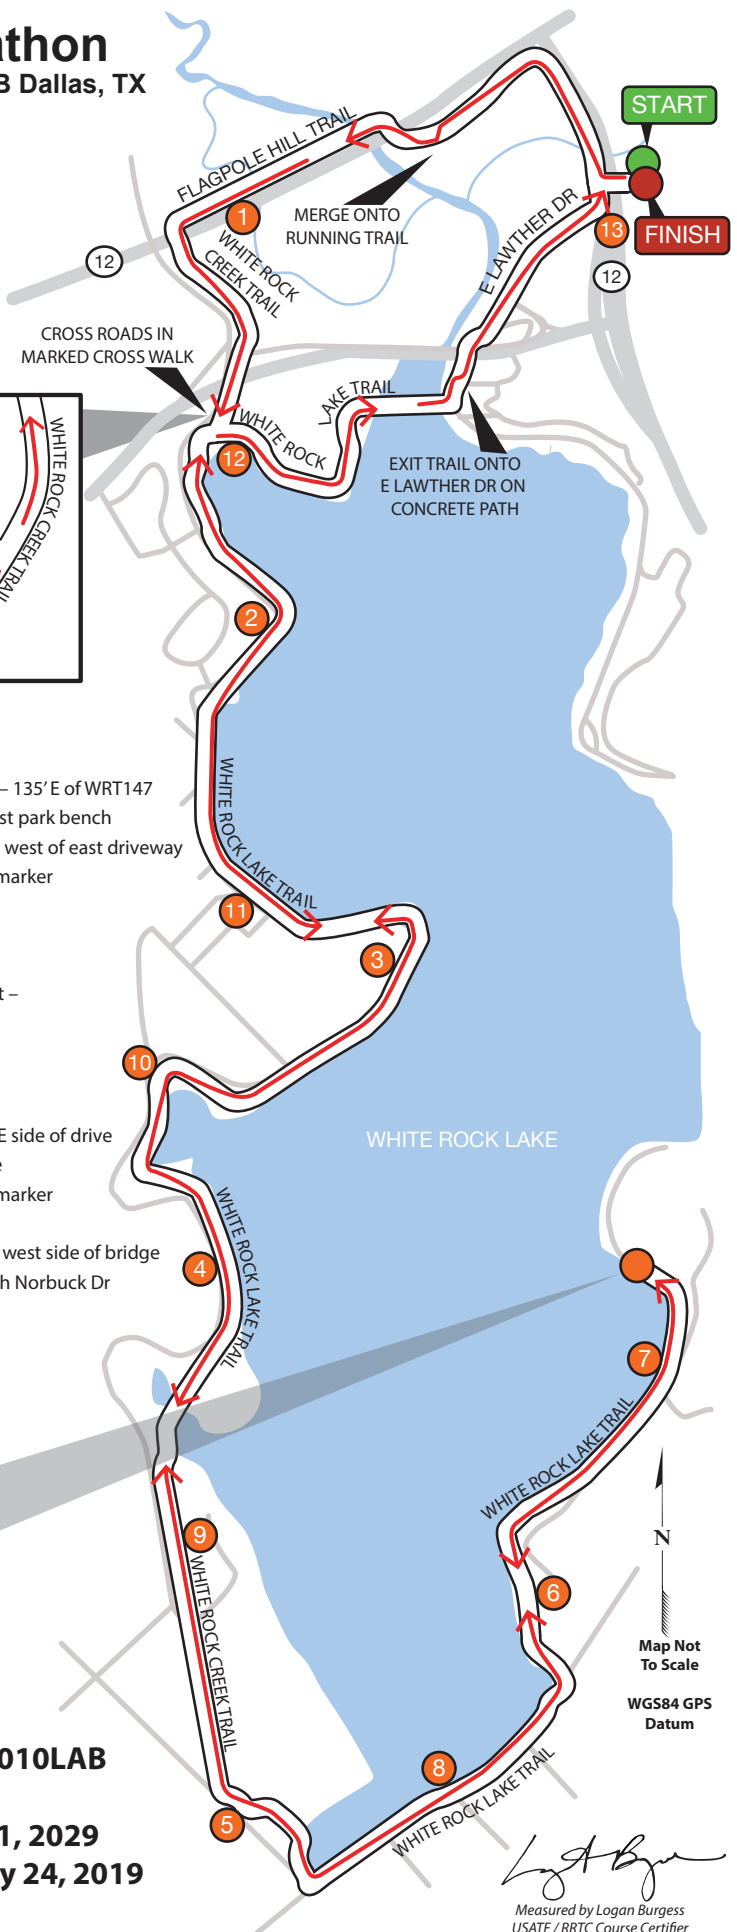 athon
B Dallas, TX
START
FLAGPOLE HILL TRAIL
1
MERGE ONTO
RUNNING TRAIL
E LAWTHER DR
13
FINISH
12
12
WHITE ROCK
CREEK TRAIL
CROSS ROADS IN
MARKED CROSS WALK
LAKE TRAIL
WHITE ROCK
12
EXIT TRAIL ONTO
E LAWTHER DR ON
CONCRETE PATH
WHITE ROCK CREEK TRAIL
TRAIL
2
– 135' E of WRT147
st park bench
west of east driveway
marker
WHITE ROCK LAKE TRAIL
11
3
t –
10
E side of drive
e
marker
WHITE ROCK LAKE
west side of bridge
h Norbuck Dr
WHITE ROCK LAKE TRAIL
4
7
WHITE ROCK LAKE TRAIL
9
WHITE ROCK CREEK TRAIL
6
N
Map Not
To Scale
WGS84 GPS
Datum
010LAB
8
WHITE ROCK LAKE TRAIL
5
1, 2029
y 24, 2019
Measured by Logan Burgess
USATF / RRTC Course Certifier